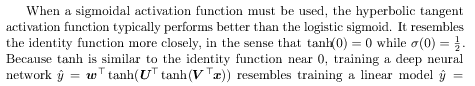 When a sigmoidal activation function must be used, the hyperbolic tangent
activation function typically performs better than the logistic sigmoid. It resembles
the identity function more closely, in the sense that tanh(0) = 0 while σ(0) = ½.
Because tanh is similar to the identity function near 0, training a deep neural
network ŷ = w⊤ tanh(U⊤ tanh(V⊤x)) resembles training a linear model ŷ =